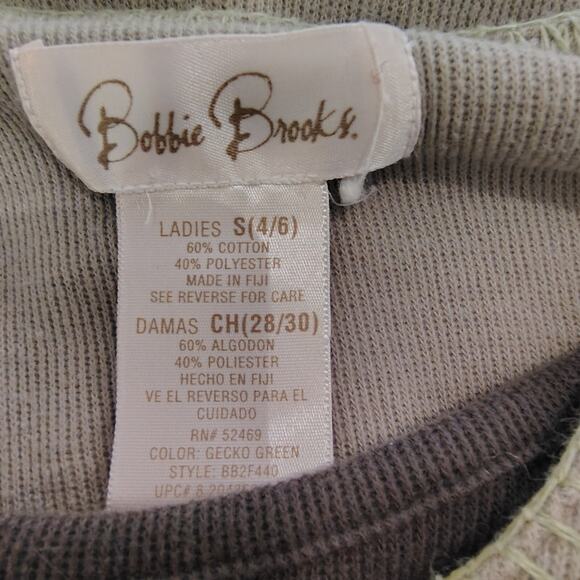 Bobbie Brooks.
LADIES S(4/6)
60% COTTON
40% POLYESTER
MADE IN FIJI
SEE REVERSE FOR CARE
DAMAS CH(28/30)
60% ALGODON
40% POLIESTER
HECHO EN FIJI
VE EL REVERSO PARA EL
CUIDADO
RN# 52469
COLOR: GECKO GREEN
STYLE: BB2F440
UPC# 8